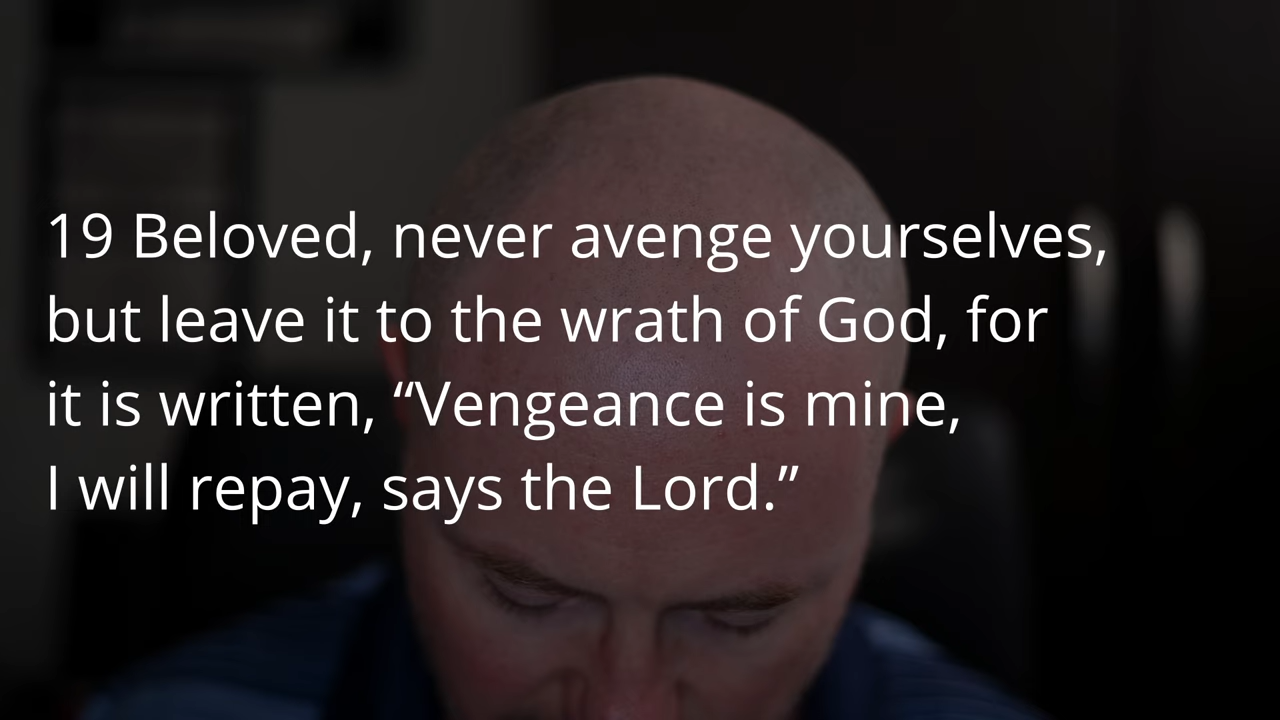 19 Beloved, never avenge yourselves,
but leave it to the wrath of God, for
it is written, “Vengeance is mine,
I will repay, says the Lord.”